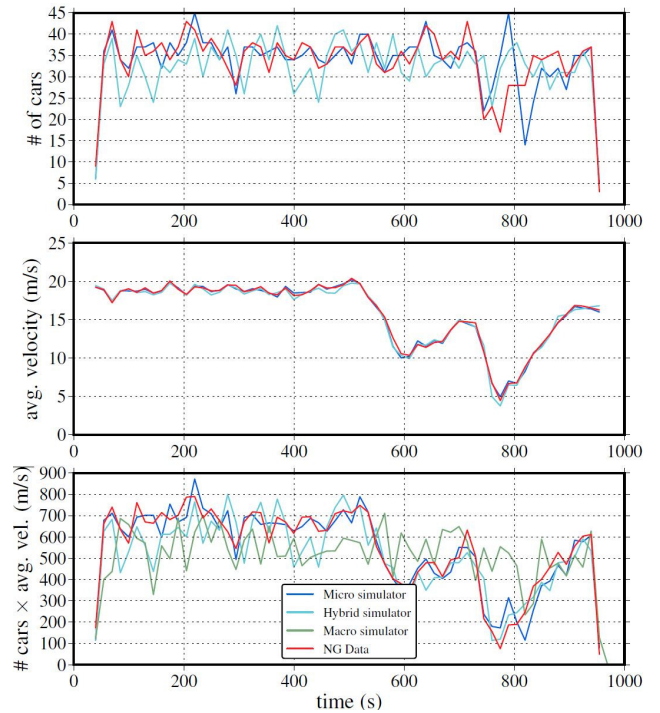 45
40
35
30
25
20
15
10
5
0
# of cars
0 200 400 600 800 1000
25
20
15
10
5
0
avg. velocity (m/s)
0 200 400 600 800 1000
900
800
700
600
500
400
300
200
100
0
# cars × avg. vel. (m/s)
Micro simulator
Hybrid simulator
Macro simulator
NG Data
0 200 400 600 800 1000
time (s)